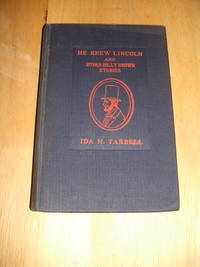 HE KNEW LINCOLN
AND
OTHER BILLY BROWN
STORIES
IDA M. TARBELL